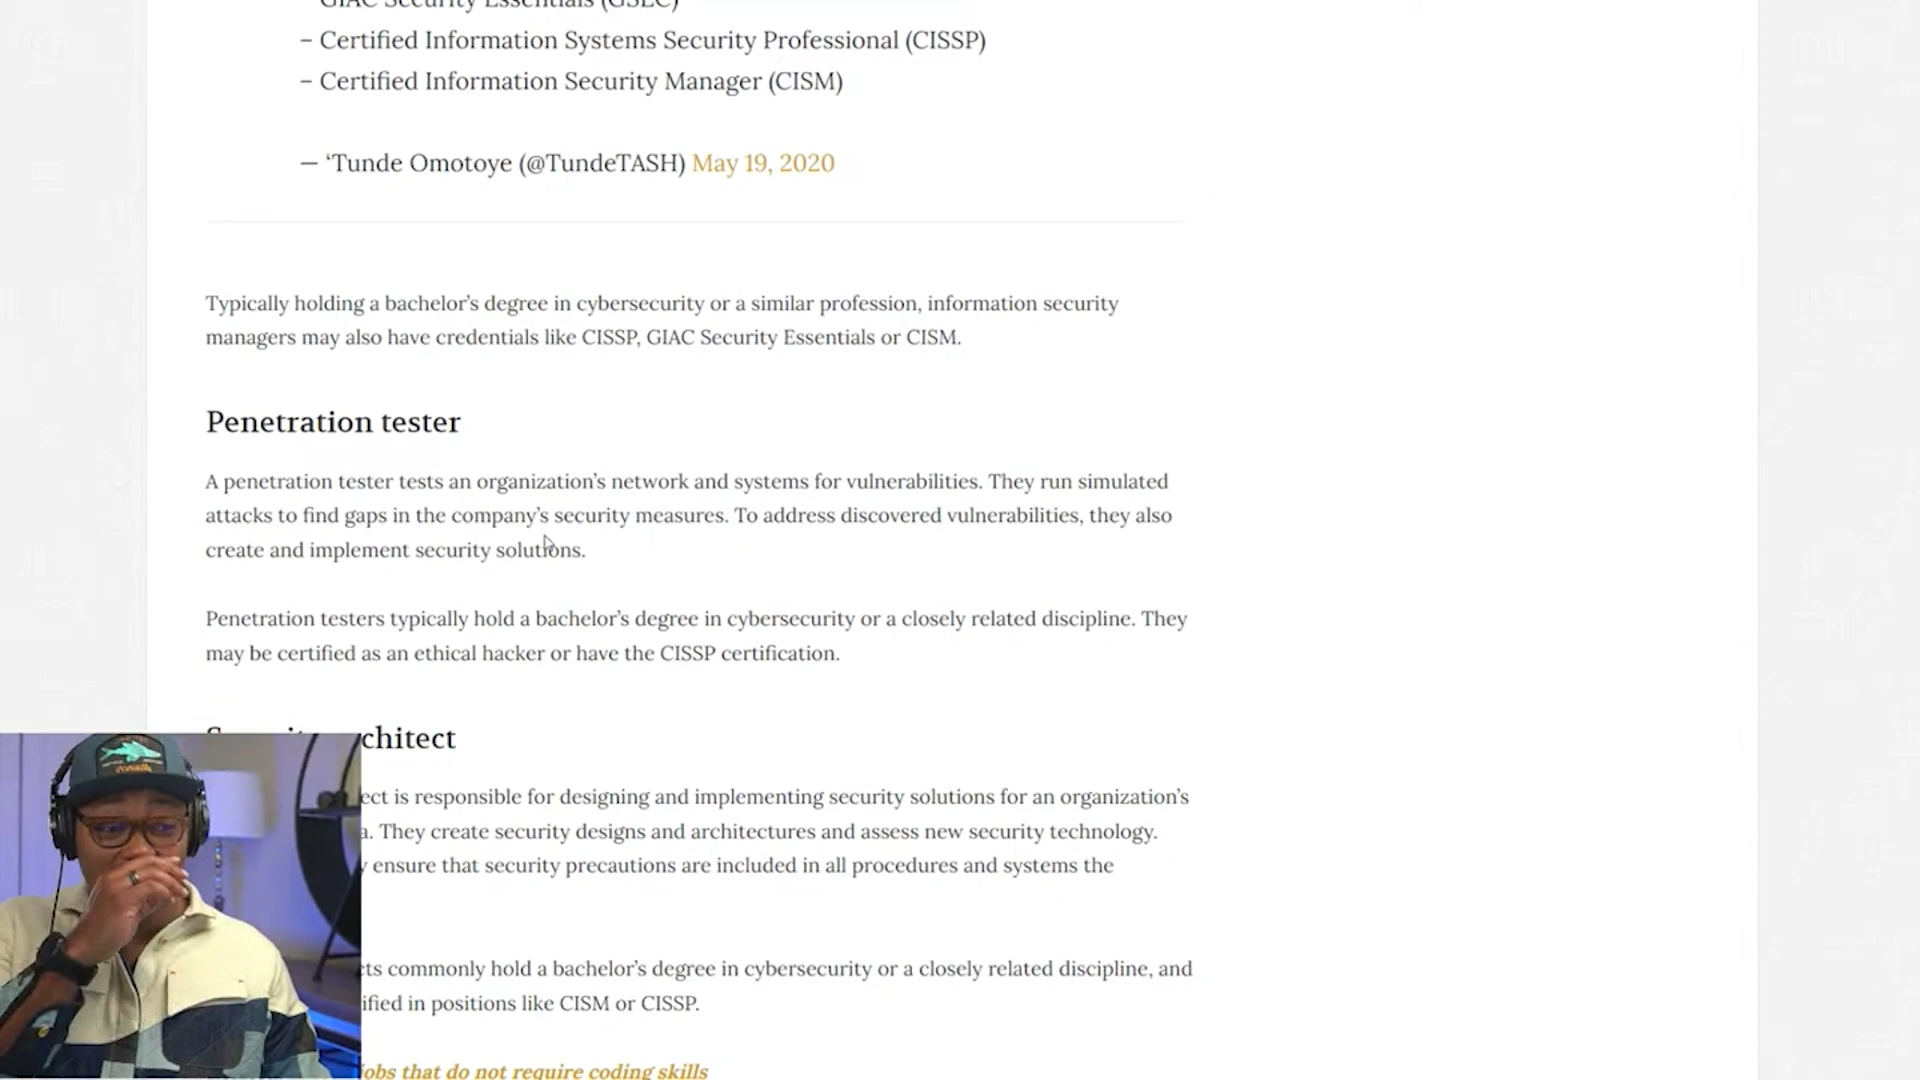 – GIAC Security Essentials (GSEC)
– Certified Information Systems Security Professional (CISSP)
– Certified Information Security Manager (CISM)
— ‘Tunde Omotoye (@TundeTASH) May 19, 2020
Typically holding a bachelor’s degree in cybersecurity or a similar profession, information security
managers may also have credentials like CISSP, GIAC Security Essentials or CISM.
Penetration tester
A penetration tester tests an organization’s network and systems for vulnerabilities. They run simulated
attacks to find gaps in the company’s security measures. To address discovered vulnerabilities, they also
create and implement security solutions.
Penetration testers typically hold a bachelor’s degree in cybersecurity or a closely related discipline. They
may be certified as an ethical hacker or have the CISSP certification.
Security architect
ect is responsible for designing and implementing security solutions for an organization’s
a. They create security designs and architectures and assess new security technology.
y ensure that security precautions are included in all procedures and systems the
cts commonly hold a bachelor’s degree in cybersecurity or a closely related discipline, and
ified in positions like CISM or CISSP.
jobs that do not require coding skills